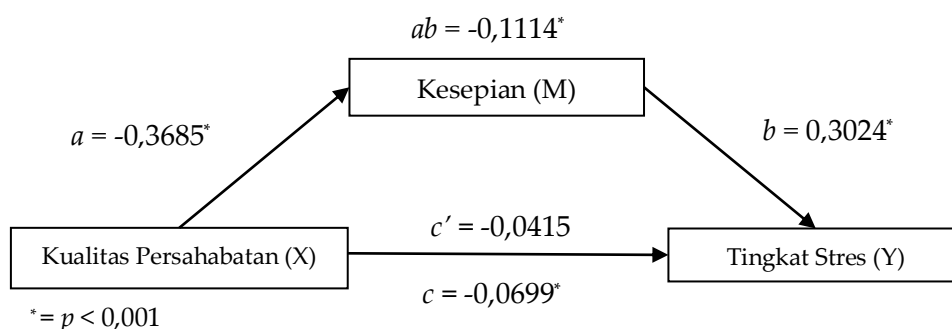 ab = -0,1114*
Kesepian (M)
a = -0,3685*
b = 0,3024*
c’ = -0,0415
Kualitas Persahabatan (X)
Tingkat Stres (Y)
c = -0,0699*
*= p < 0,001